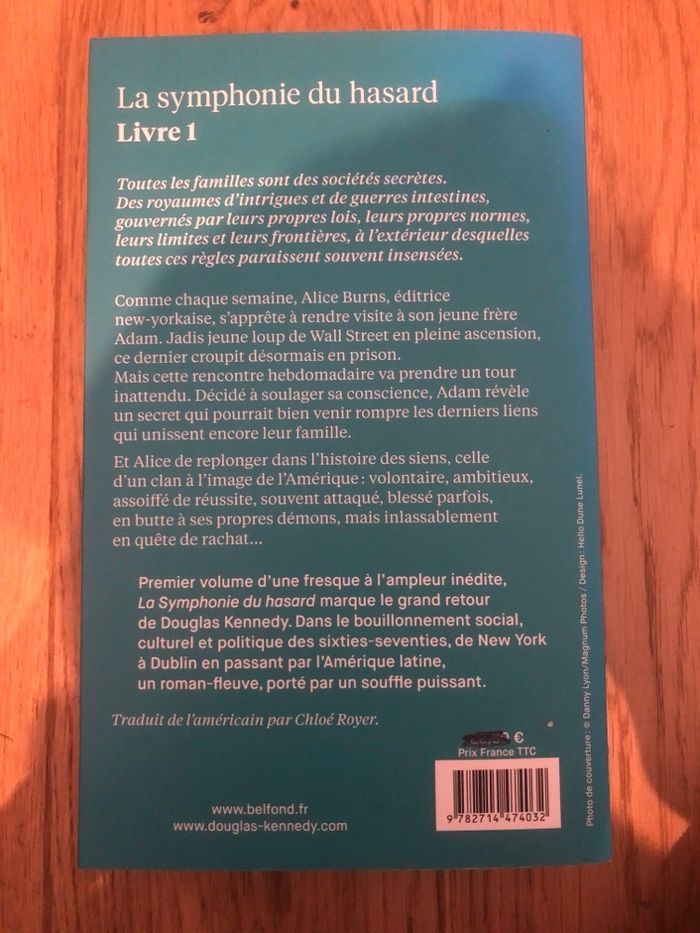 La symphonie du hasard
Livre 1
Toutes les familles sont des sociétés secrètes.
Des royaumes d'intrigues et de guerres intestines,
gouvernés par leurs propres lois, leurs propres normes,
leurs limites et leurs frontières, à l'extérieur desquelles
toutes ces règles paraissent souvent insensées.
Comme chaque semaine, Alice Burns, éditrice
new-yorkaise, s'apprête à rendre visite à son jeune frère
Adam. Jadis jeune loup de Wall Street en pleine ascension,
ce dernier croupit désormais en prison.
Mais cette rencontre hebdomadaire va prendre un tour
inattendu. Décidé à soulager sa conscience, Adam révèle
un secret qui pourrait bien venir rompre les derniers liens
qui unissent encore leur famille.
Et Alice de replonger dans l'histoire des siens, celle
d'un clan à l'image de l'Amérique : volontaire, ambitieux,
assoiffé de réussite, souvent attaqué, blessé parfois,
en butte à ses propres démons, mais inlassablement
en quête de rachat...
Premier volume d'une fresque à l'ampleur inédite,
La Symphonie du hasard marque le grand retour
de Douglas Kennedy. Dans le bouillonnement social,
culturel et politique des sixties-seventies, de New York
à Dublin en passant par l'Amérique latine,
un roman-fleuve, porté par un souffle puissant.
Traduit de l'américain par Chloé Royer.
€
Prix France TTC
www.belfond.fr
www.douglas-kennedy.com
9 782714 474032
Photo de couverture : © Danny Lyon/Magnum Photos / Design : Hello Dune Lunel.